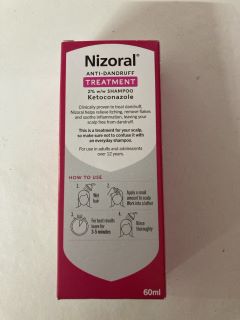 Nizoral®
ANTI-DANDRUFF
TREATMENT
2% w/w SHAMPOO
Ketoconazole
Clinically proven to treat dandruff,
Nizoral helps relieve itching, remove flakes
and soothe inflammation, leaving your
scalp free from dandruff.
This is a treatment for your scalp,
so make sure not to confuse it with
an everyday shampoo.
For use in adults and adolescents
over 12 years.
HOW TO USE
1.
Wet
hair
2.
Apply a small
amount to scalp
Work into a lather
3.
For best results
leave for
3-5 minutes
4.
Rinse
thoroughly
60ml